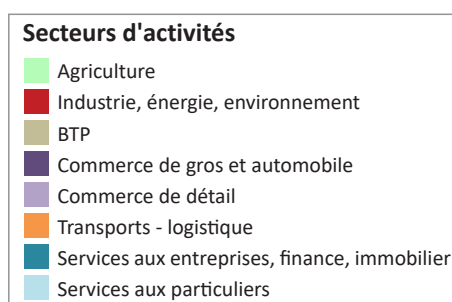 Secteurs d'activités
Agriculture
Industrie, énergie, environnement
BTP
Commerce de gros et automobile
Commerce de détail
Transports - logistique
Services aux entreprises, finance, immobilier
Services aux particuliers